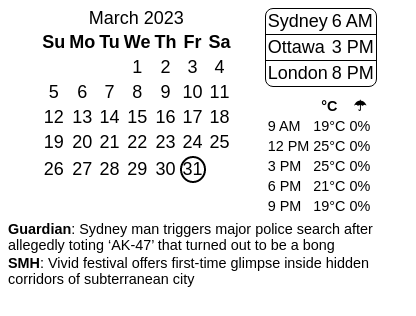 March 2023
Su Mo Tu We Th Fr Sa
1 2 3 4
5 6 7 8 9 10 11
12 13 14 15 16 17 18
19 20 21 22 23 24 25
26 27 28 29 30 31
Sydney 6 AM
Ottawa 3 PM
London 8 PM
°C ☂
9 AM 19°C 0%
12 PM 25°C 0%
3 PM 25°C 0%
6 PM 21°C 0%
9 PM 19°C 0%
Guardian: Sydney man triggers major police search after
allegedly toting ‘AK-47’ that turned out to be a bong
SMH: Vivid festival offers first-time glimpse inside hidden
corridors of subterranean city